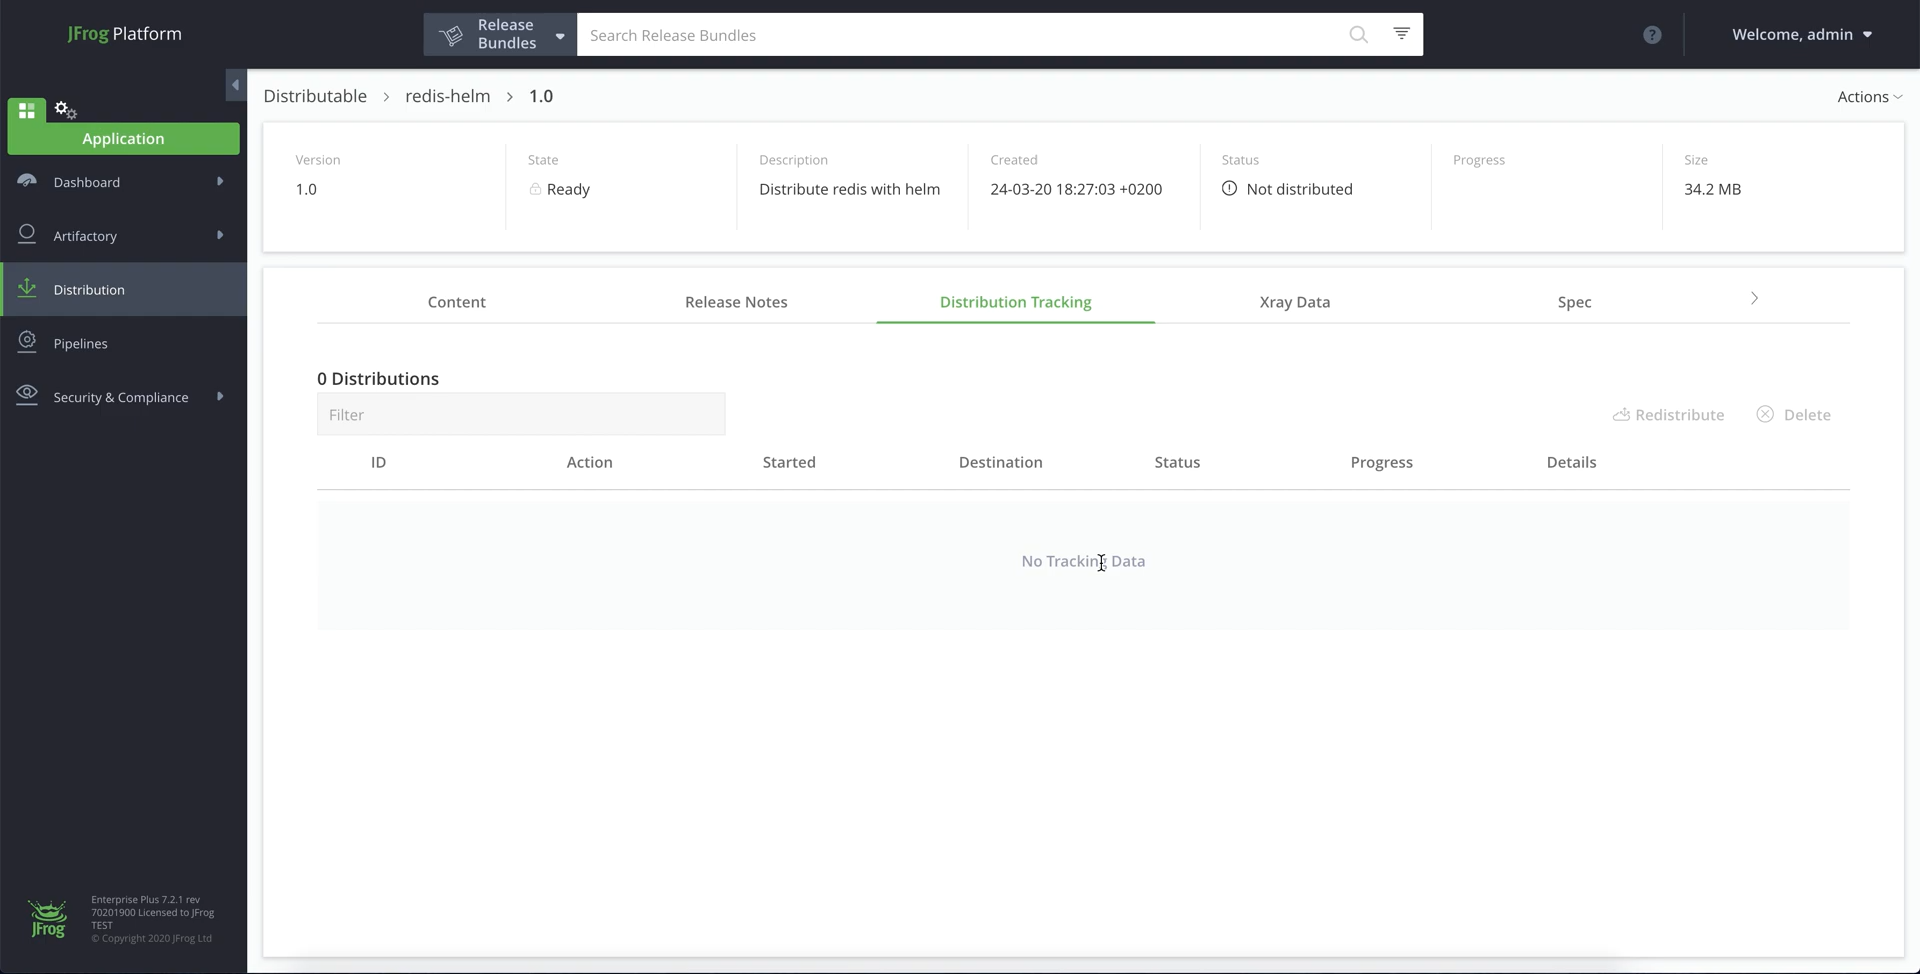 JFrog Platform
Release
Bundles
Search Release Bundles
Welcome, admin
Application
Dashboard
Artifactory
Distribution
Pipelines
Security & Compliance
Enterprise Plus 7.2.1 rev
70201900 Licensed to JFrog
TEST
© Copyright 2020 JFrog Ltd
JFrog
Distributable > redis-helm > 1.0
Actions
Version
1.0
State
Ready
Description
Distribute redis with helm
Created
24-03-20 18:27:03 +0200
Status
Not distributed
Progress
Size
34.2 MB
Content
Release Notes
Distribution Tracking
Xray Data
Spec
0 Distributions
Filter
Redistribute
Delete
ID Action Started Destination Status Progress Details
No Tracking Data